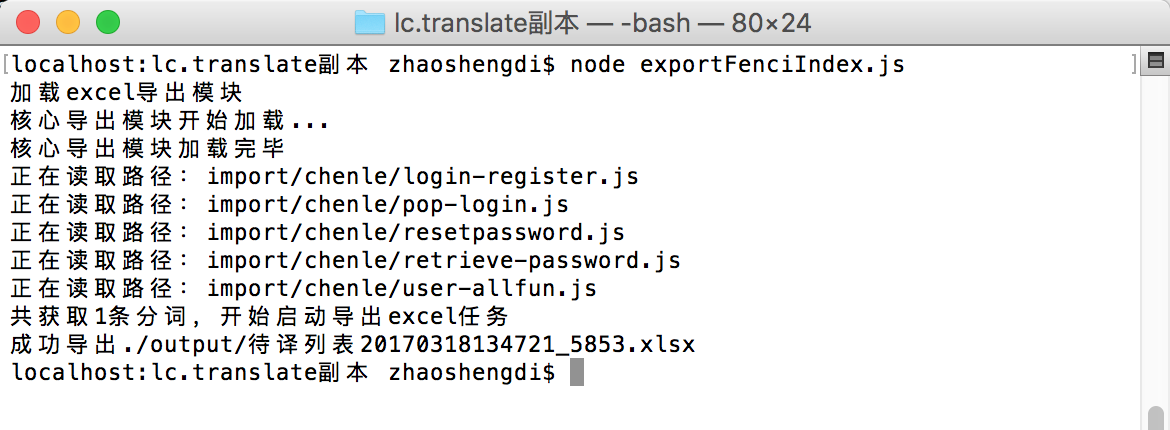 lc.translate副本 — -bash — 80×24
localhost:lc.translate副本 zhaoshengdi$ node exportFenciIndex.js
加载excel导出模块
核心导出模块开始加载...
核心导出模块加载完毕
正在读取路径：import/chenle/login-register.js
正在读取路径：import/chenle/pop-login.js
正在读取路径：import/chenle/resetpassword.js
正在读取路径：import/chenle/retrieve-password.js
正在读取路径：import/chenle/user-allfun.js
共获取1条分词，开始启动导出excel任务
成功导出./output/待译列表20170318134721_5853.xlsx
localhost:lc.translate副本 zhaoshengdi$